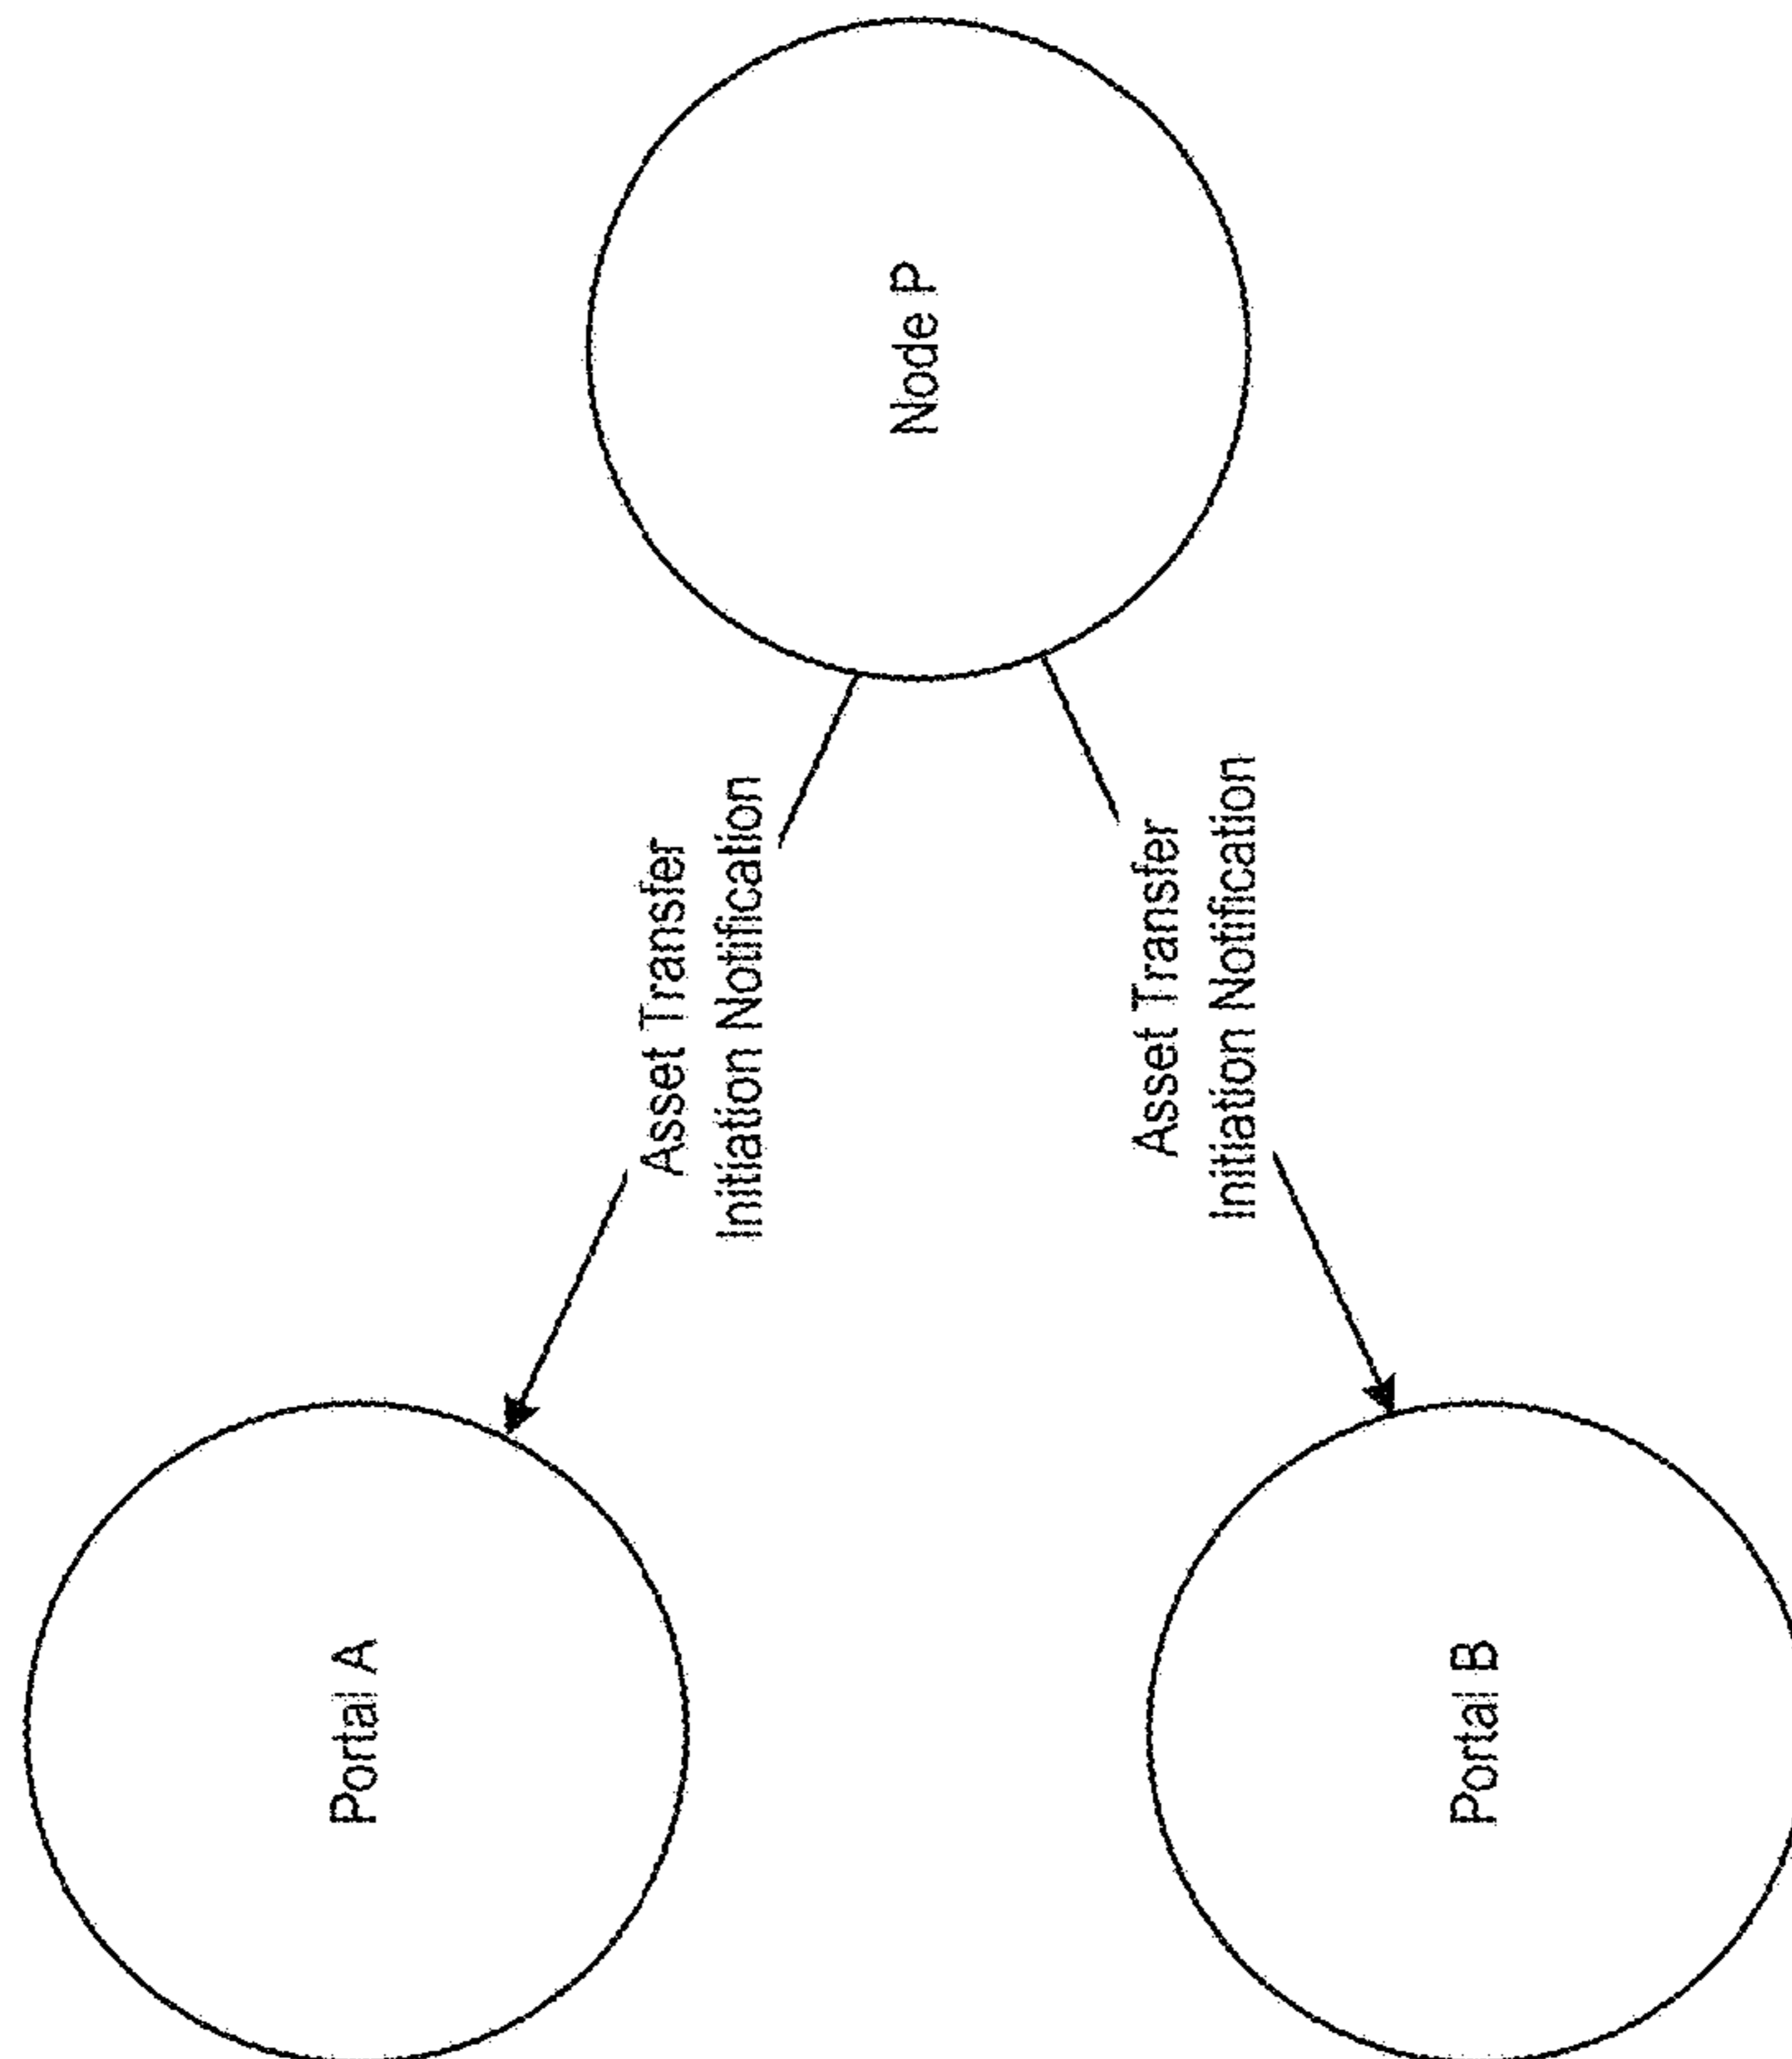 Portal A
Asset Transfer
Initiation Notification
Node P
Asset Transfer
Initiation Notification
Portal B